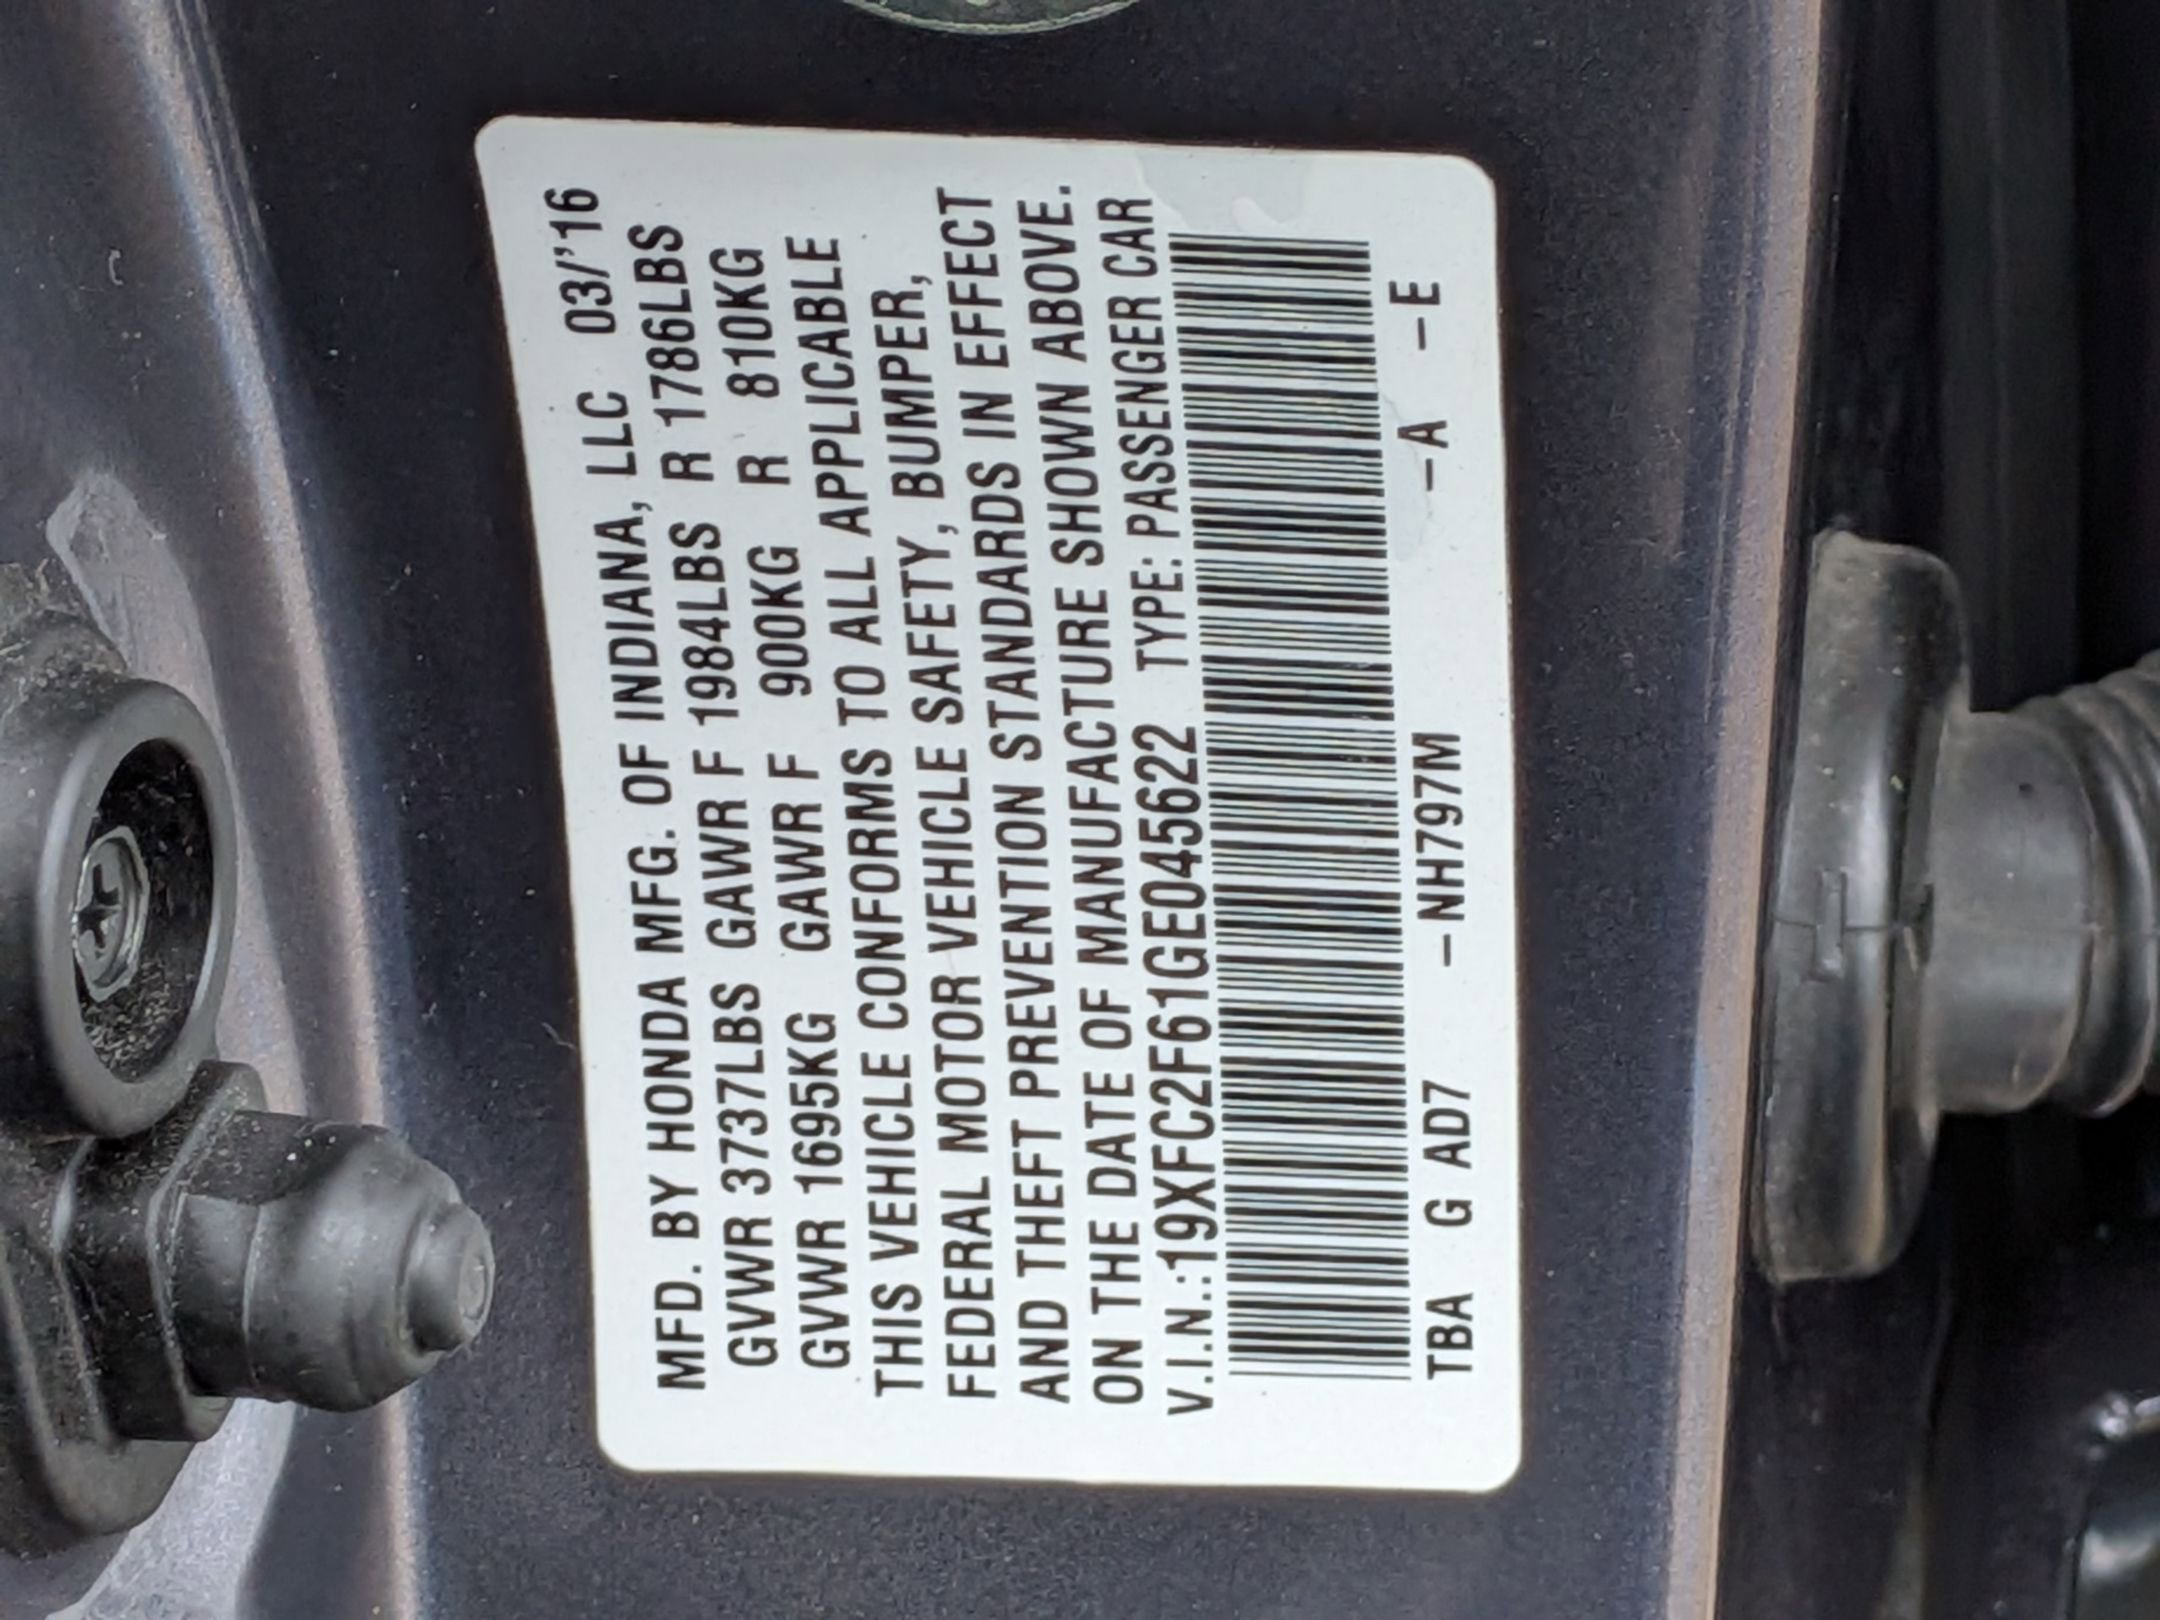 MFD. BY HONDA MFG. OF INDIANA, LLC 03/'16
GVWR 3737LBS GAWR F 1984LBS R 1786LBS
GVWR 1695KG GAWR F 900KG R 810KG
THIS VEHICLE CONFORMS TO ALL APPLICABLE
FEDERAL MOTOR VEHICLE SAFETY, BUMPER,
AND THEFT PREVENTION STANDARDS IN EFFECT
ON THE DATE OF MANUFACTURE SHOWN ABOVE.
V.I.N.:19XFC2F61GE045622 TYPE: PASSENGER CAR
TBA G AD7 -NH797M -A -E